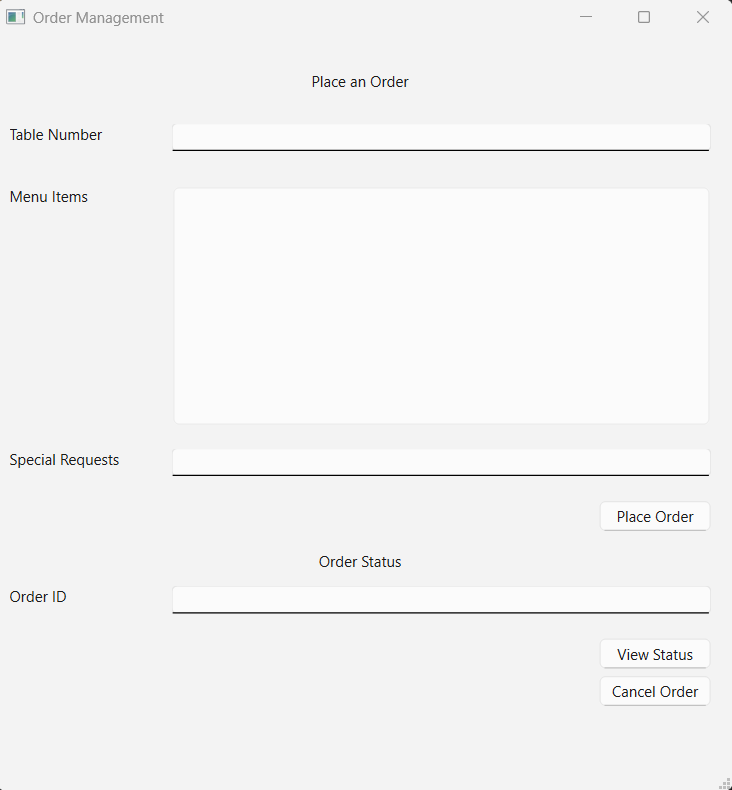 Order Management
Place an Order
Table Number
Menu Items
Special Requests
Place Order
Order Status
Order ID
View Status
Cancel Order